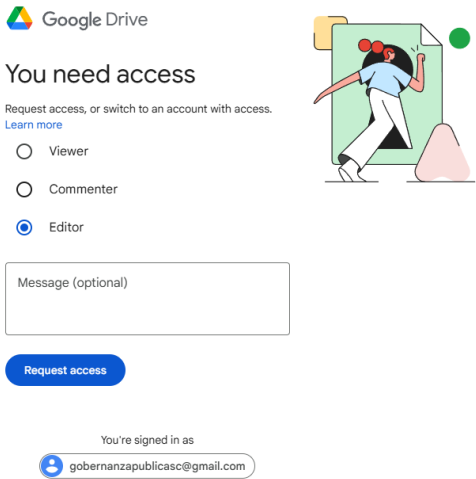 Google Drive
You need access
Request access, or switch to an account with access.
Learn more
Viewer
Commenter
Editor
Message (optional)
Request access
You're signed in as
gobernanzapublicasc@gmail.com